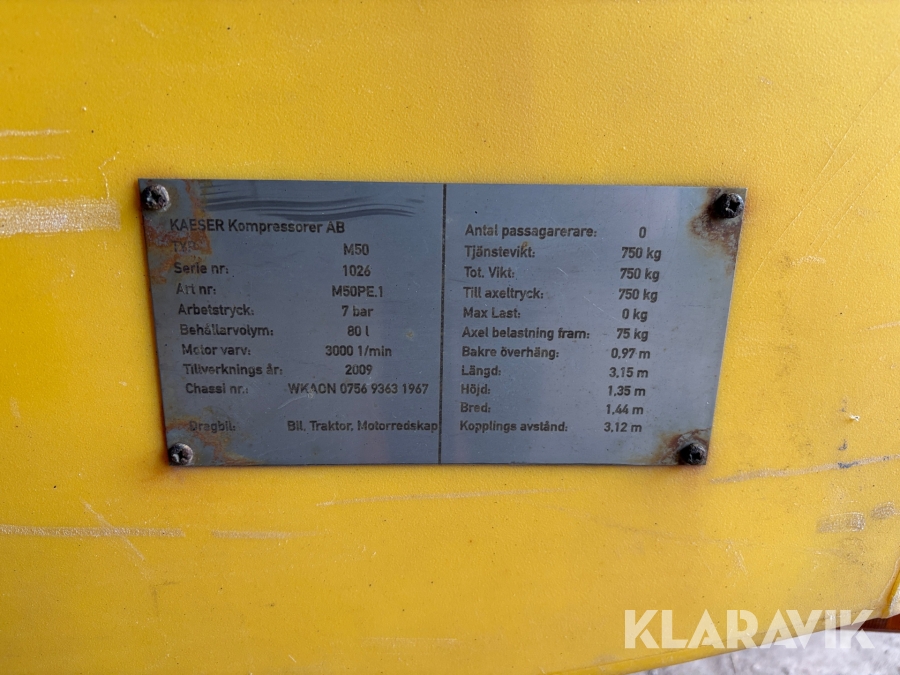 KAESER Kompressorer AB
Typ: M50
Serie nr: 1026
Art nr: M50PE.1
Arbetstryck: 7 bar
Behållarvolym: 80 l
Motor varv: 3000 1/min
Tillverknings år: 2009
Chassi nr.: WKAON 0756 9363 1967
Dragbil: Bil, Traktor, Motorredskap
Antal passagarerare: 0
Tjänstevikt: 750 kg
Tot. Vikt: 750 kg
Till axeltryck: 750 kg
Max Last: 0 kg
Axel belastning fram: 75 kg
Bakre överhäng: 0,97 m
Längd: 3,15 m
Höjd: 1,35 m
Bred: 1,44 m
Kopplings avstånd: 3,12 m
KLARAVIK